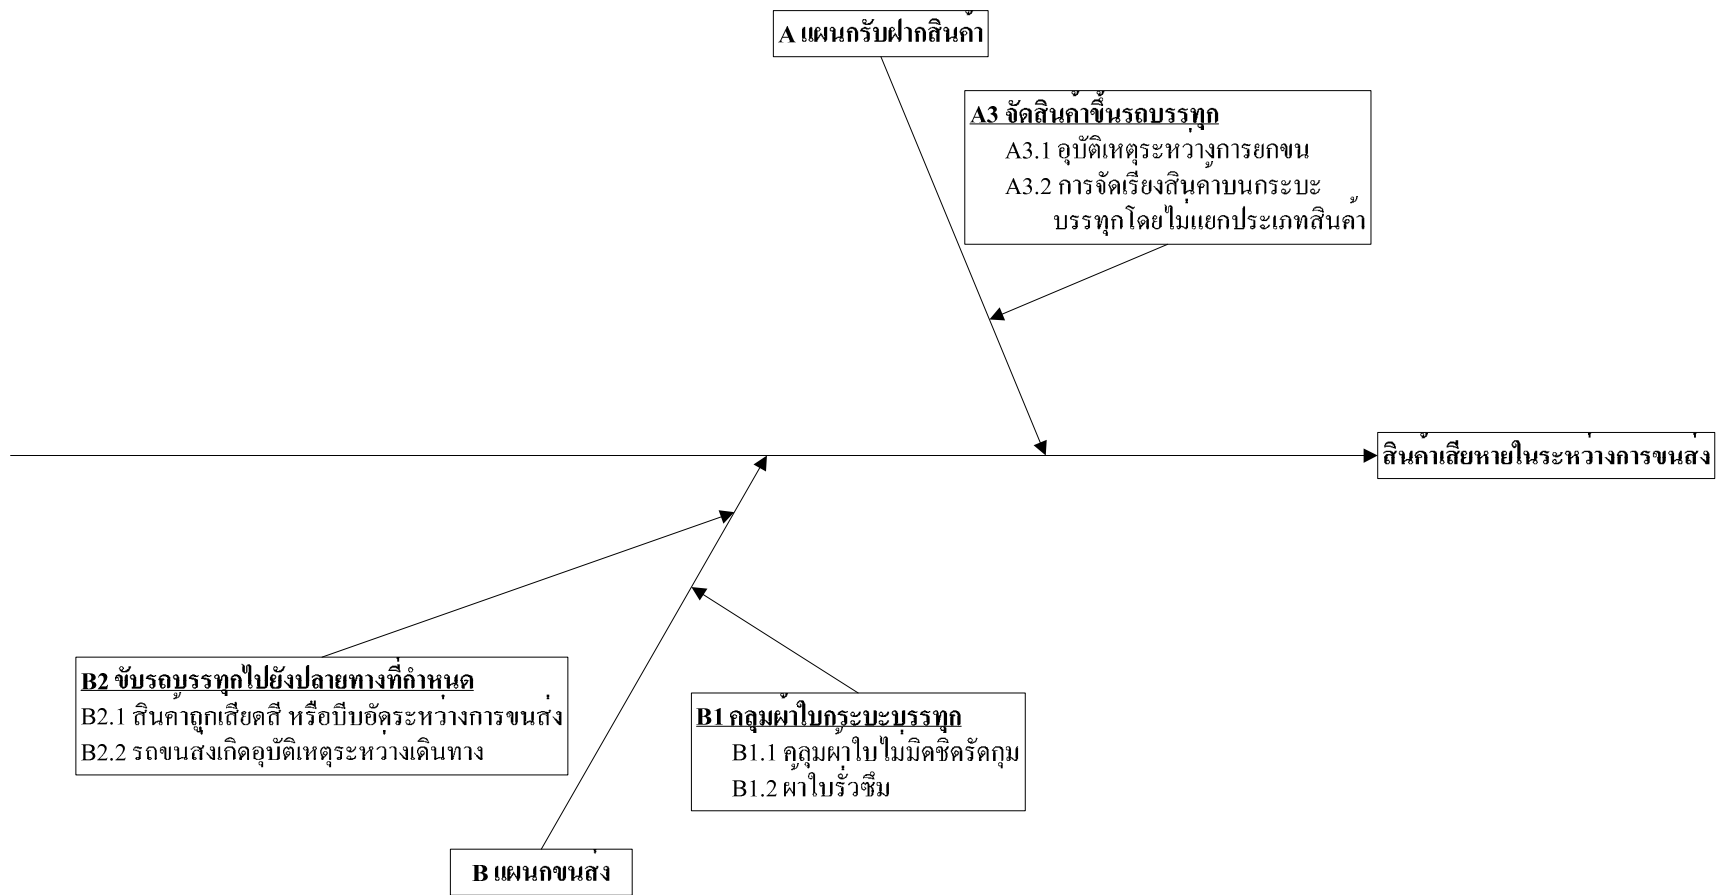 A แผนกรับฝากสินค้า
A3 จัดสินค้าขึ้นรถบรรทุก
A3.1 อุบัติเหตุระหว่างการยกขน
A3.2 การจัดเรียงสินค้าบนกระบะ
บรรทุกโดยไม่แยกประเภทสินค้า
สินค้าเสียหายในระหว่างการขนส่ง
B2 ขับรถบรรทุกไปยังปลายทางที่กำหนด
B2.1 สินค้าถูกเสียดสี หรือบีบอัดระหว่างการขนส่ง
B2.2 รถขนส่งเกิดอุบัติเหตุระหว่างเดินทาง
B1 คลุมผ้าใบกระบะบรรทุก
B1.1 คลุมผ้าใบไม่มิดชิดรัดกุม
B1.2 ผ้าใบรั่วซึม
B แผนกขนส่ง